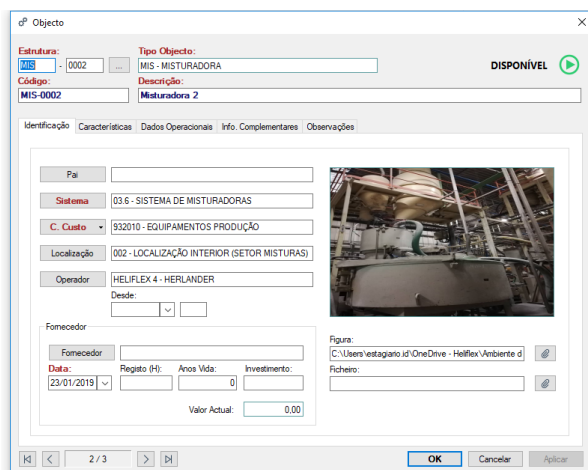 Objecto
Estrutura: Tipo Objecto:
MIS - 0002 ... MIS - MISTURADORA DISPONÍVEL
Código: Descrição:
MIS-0002 Misturadora 2
Identificação Características Dados Operacionais Info. Complementares Observações
Pai
Sistema 03.6 - SISTEMA DE MISTURADORAS
C. Custo 932010 - EQUIPAMENTOS PRODUÇÃO
Localização 002 - LOCALIZAÇÃO INTERIOR (SETOR MISTURAS)
Operador HELIFLEX 4 - HERLANDER
Desde:
Fornecedor
Fornecedor
Data: Registo (H): Anos Vida: Investimento:
23/01/2019 0
Valor Actual: 0,00
Figura:
C:\Users\estagiario.id\OneDrive - Heliflex\Ambiente d
Ficheiro:
2 / 3 OK Cancelar Aplicar